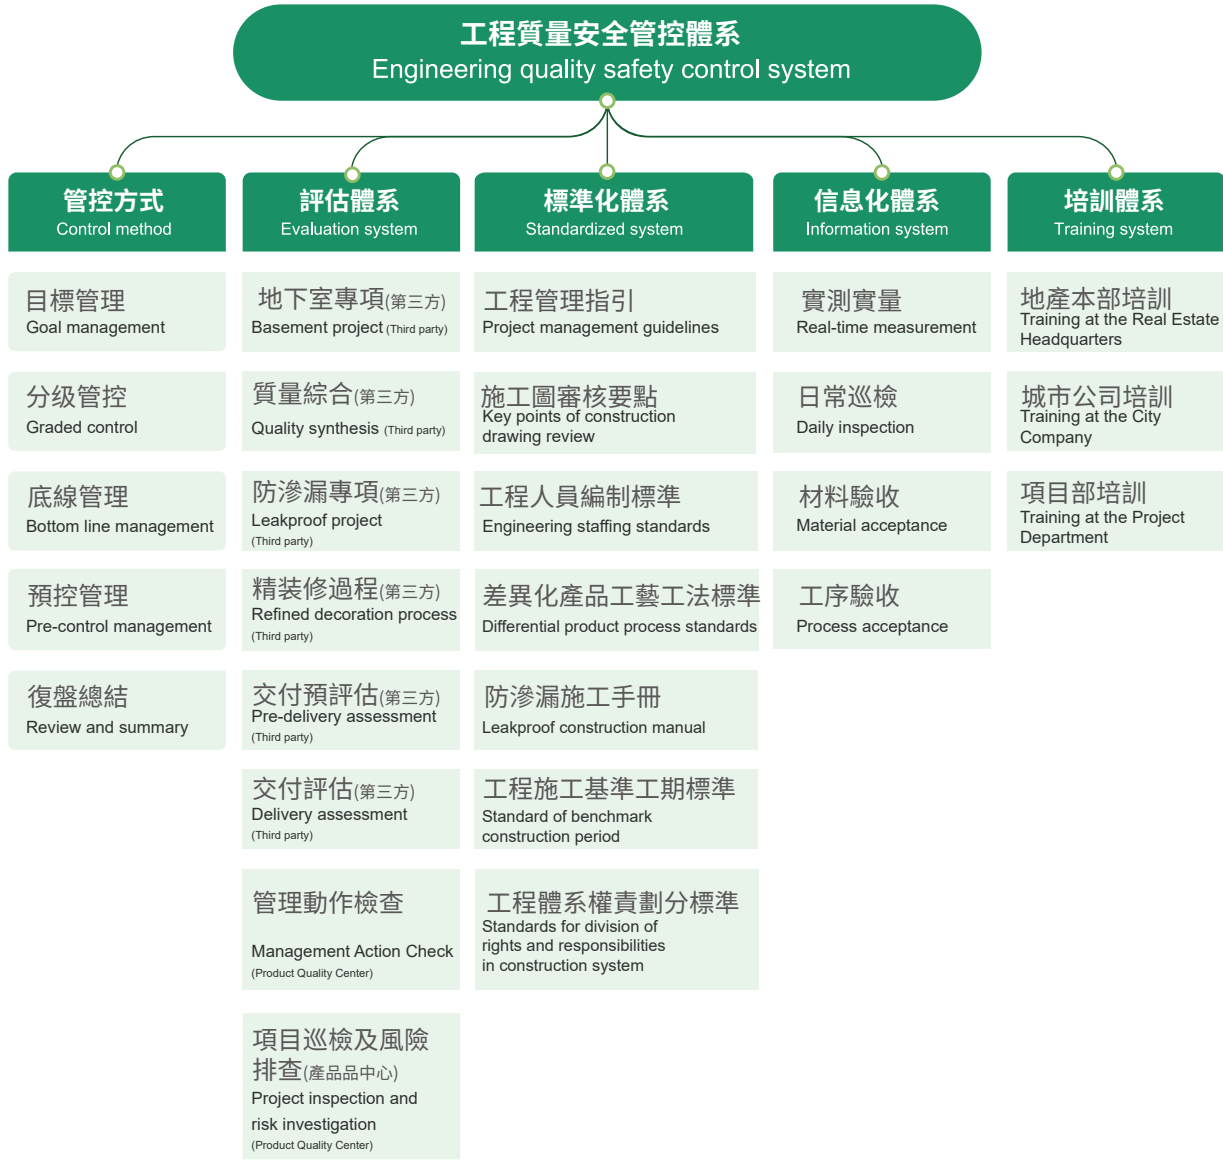 工程質量安全管控體系
Engineering quality safety control system
管控方式
Control method
目標管理
Goal management
分级管控
Graded control
底線管理
Bottom line management
預控管理
Pre-control management
復盤總結
Review and summary
評估體系
Evaluation system
地下室專項(第三方)
Basement project (Third party)
質量綜合(第三方)
Quality synthesis (Third party)
防滲漏專項(第三方)
Leakproof project
(Third party)
精装修過程(第三方)
Refined decoration process
(Third party)
交付預評估(第三方)
Pre-delivery assessment
(Third party)
交付評估(第三方)
Delivery assessment
(Third party)
管理動作檢查
Management Action Check
(Product Quality Center)
項目巡檢及風險
排查(產品品中心)
Project inspection and
risk investigation
(Product Quality Center)
標準化體系
Standardized system
工程管理指引
Project management guidelines
施工圖審核要點
Key points of construction
drawing review
工程人員編制標準
Engineering staffing standards
差異化產品工藝工法標準
Differential product process standards
防滲漏施工手冊
Leakproof construction manual
工程施工基準工期標準
Standard of benchmark
construction period
工程體系權責劃分標準
Standards for division of
rights and responsibilities
in construction system
信息化體系
Information system
實測實量
Real-time measurement
日常巡檢
Daily inspection
材料驗收
Material acceptance
工序驗收
Process acceptance
培訓體系
Training system
地產本部培訓
Training at the Real Estate
Headquarters
城市公司培訓
Training at the City
Company
項目部培訓
Training at the Project
Department